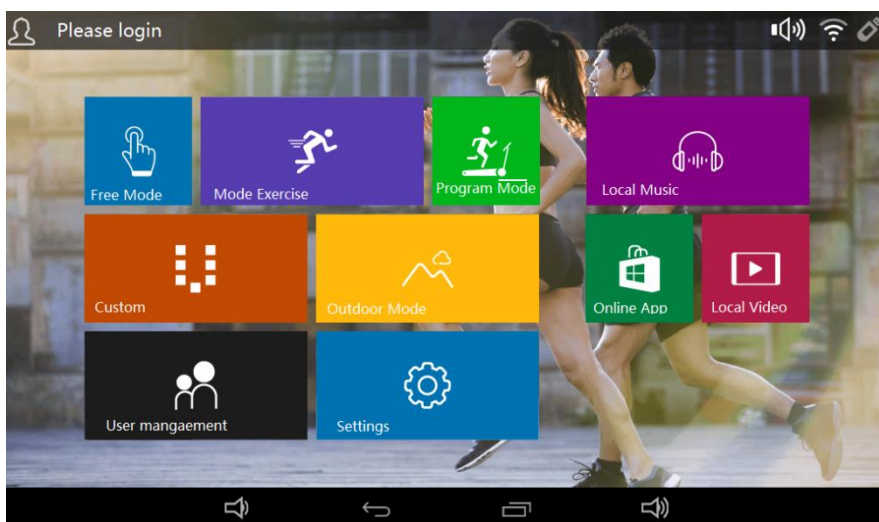 Please login
Free Mode
Mode Exercise
Program Mode
Local Music
Custom
Outdoor Mode
Online App
Local Video
User mangaement
Settings